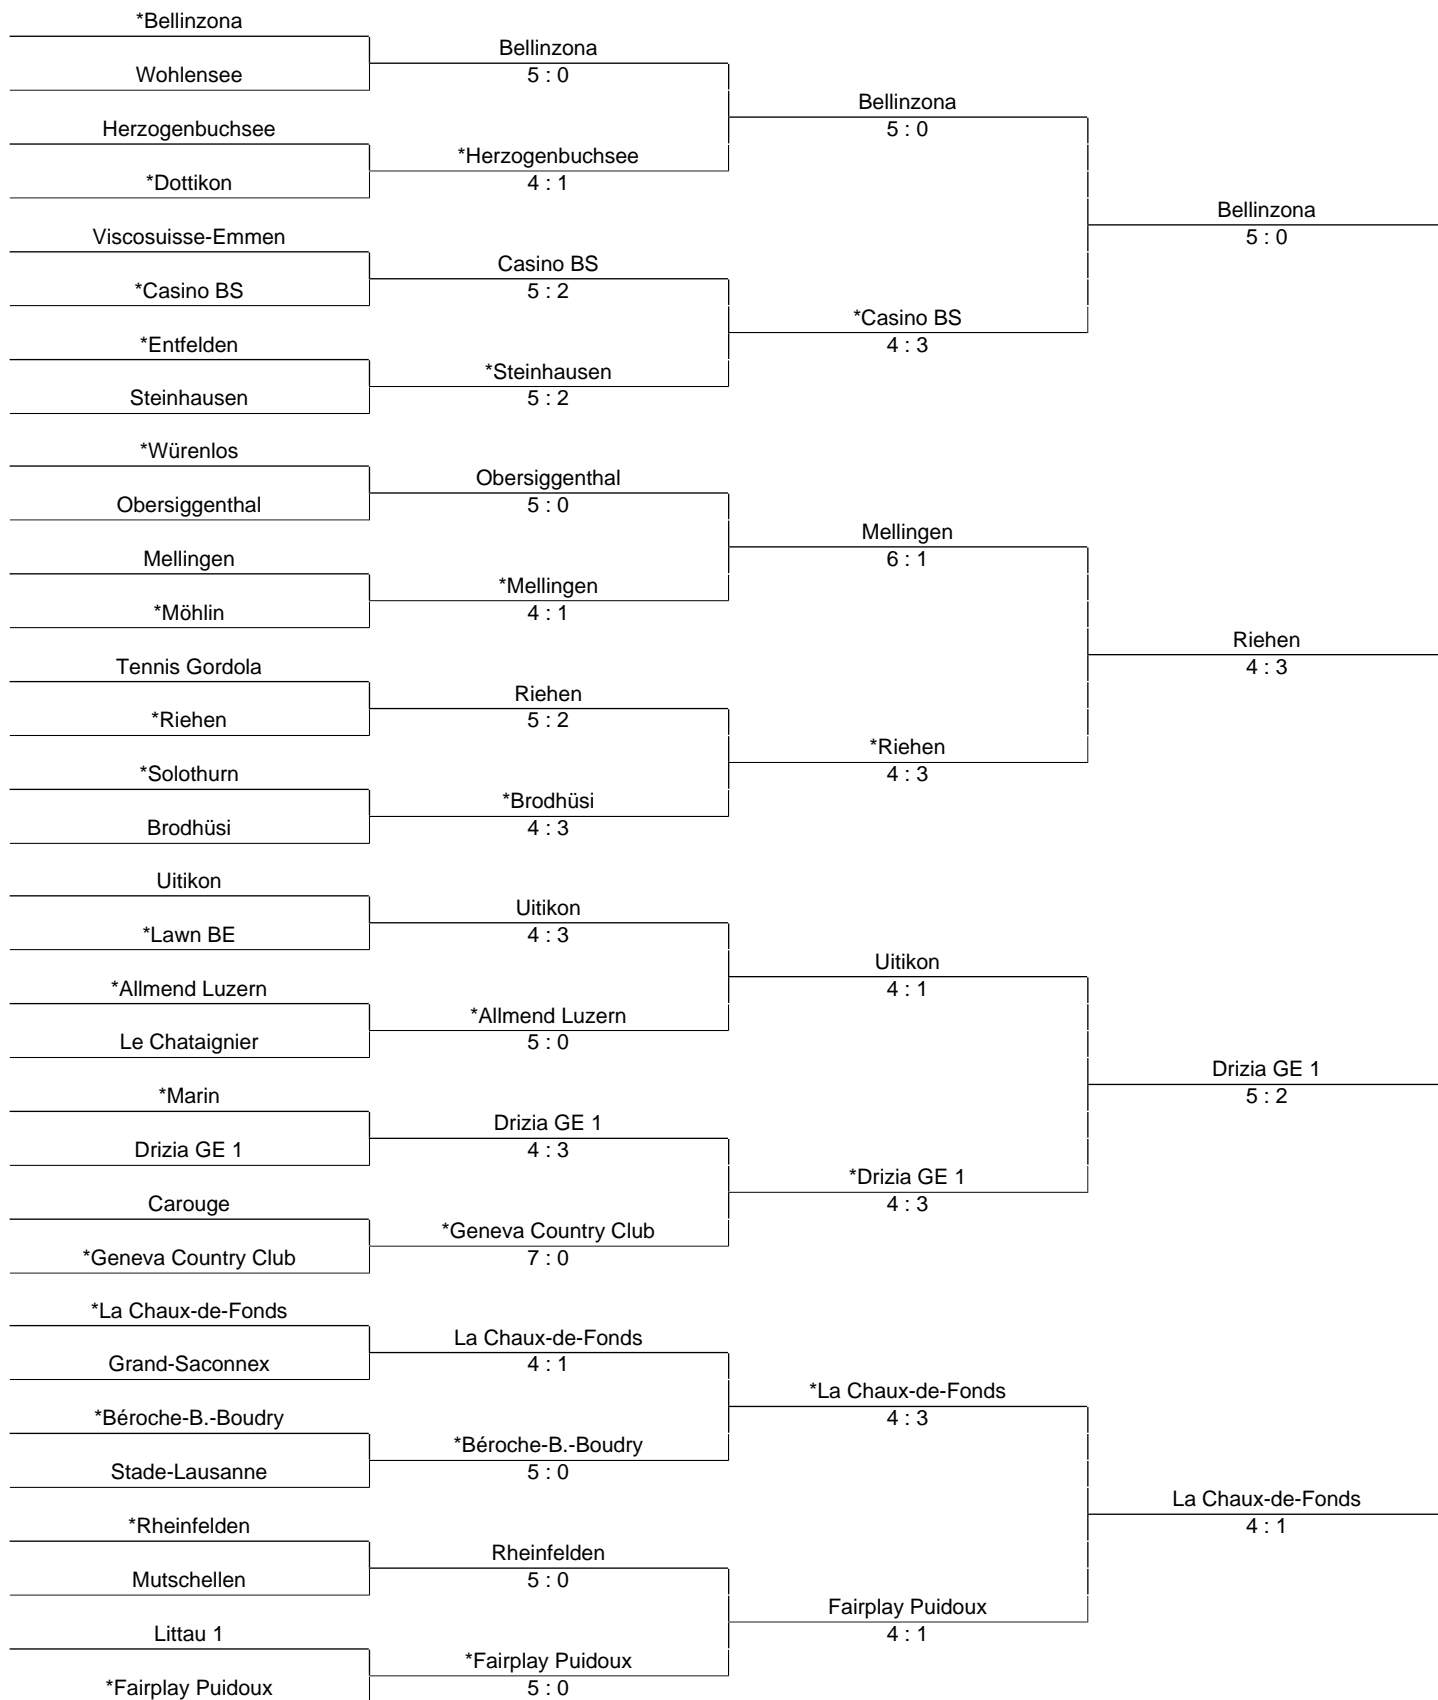 *Bellinzona
Bellinzona
Wohlensee
5 : 0
Bellinzona
Herzogenbuchsee
5 : 0
*Herzogenbuchsee
*Dottikon
4 : 1
Bellinzona
Viscosuisse-Emmen
5 : 0
Casino BS
*Casino BS
5 : 2
*Casino BS
*Entfelden
4 : 3
*Steinhausen
Steinhausen
5 : 2
*Würenlos
Obersiggenthal
Obersiggenthal
5 : 0
Mellingen
Mellingen
6 : 1
*Mellingen
*Möhlin
4 : 1
Riehen
Tennis Gordola
4 : 3
Riehen
*Riehen
5 : 2
*Riehen
*Solothurn
4 : 3
*Brodhüsi
Brodhüsi
4 : 3
Uitikon
Uitikon
*Lawn BE
4 : 3
Uitikon
*Allmend Luzern
4 : 1
*Allmend Luzern
Le Chataignier
5 : 0
Drizia GE 1
*Marin
5 : 2
Drizia GE 1
Drizia GE 1
4 : 3
*Drizia GE 1
Carouge
4 : 3
*Geneva Country Club
*Geneva Country Club
7 : 0
*La Chaux-de-Fonds
La Chaux-de-Fonds
Grand-Saconnex
4 : 1
*La Chaux-de-Fonds
*Béroche-B.-Boudry
4 : 3
*Béroche-B.-Boudry
Stade-Lausanne
5 : 0
La Chaux-de-Fonds
*Rheinfelden
4 : 1
Rheinfelden
Mutschellen
5 : 0
Fairplay Puidoux
Littau 1
4 : 1
*Fairplay Puidoux
*Fairplay Puidoux
5 : 0